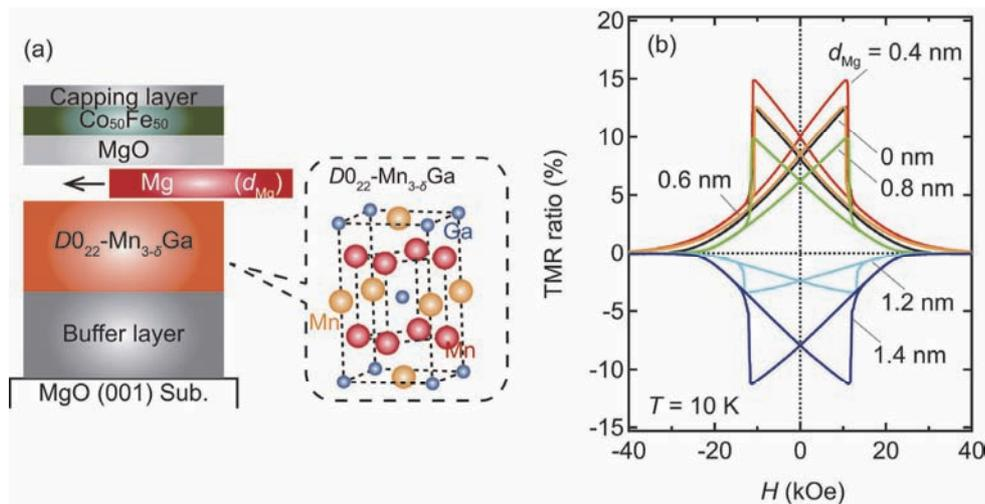 (a)
Capping layer
Co₅₀Fe₅₀
MgO
Mg (d_Mg)
D0₂₂-Mn₃₋δGa
Buffer layer
MgO (001) Sub.
D0₂₂-Mn₃₋δGa
Ga
Mn
Mn
(b)
TMR ratio (%)
20
15
10
5
0
-5
-10
-15
d_Mg = 0.4 nm
0 nm
0.6 nm
0.8 nm
1.2 nm
1.4 nm
T = 10 K
-40
-20
0
20
40
H (kOe)